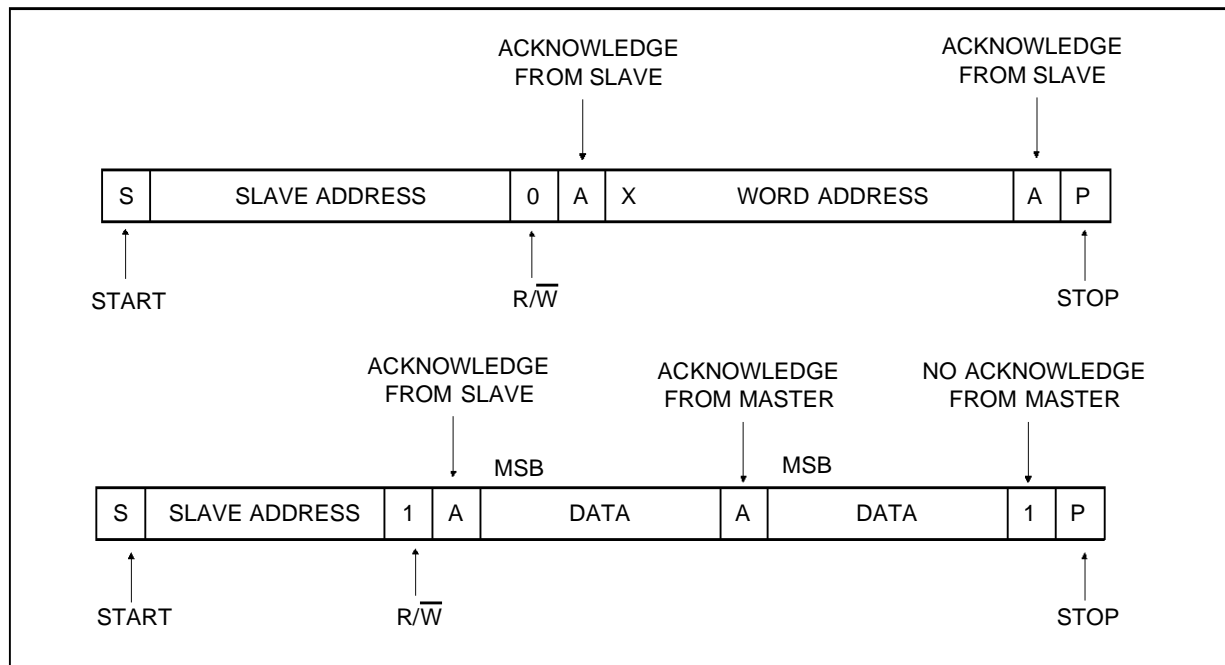 ACKNOWLEDGE
FROM SLAVE
ACKNOWLEDGE
FROM SLAVE
S SLAVE ADDRESS 0 A X WORD ADDRESS A P
START
R/W̅
STOP
ACKNOWLEDGE
FROM SLAVE
ACKNOWLEDGE
FROM MASTER
NO ACKNOWLEDGE
FROM MASTER
MSB
MSB
S SLAVE ADDRESS 1 A DATA A DATA 1 P
START
R/W̅
STOP